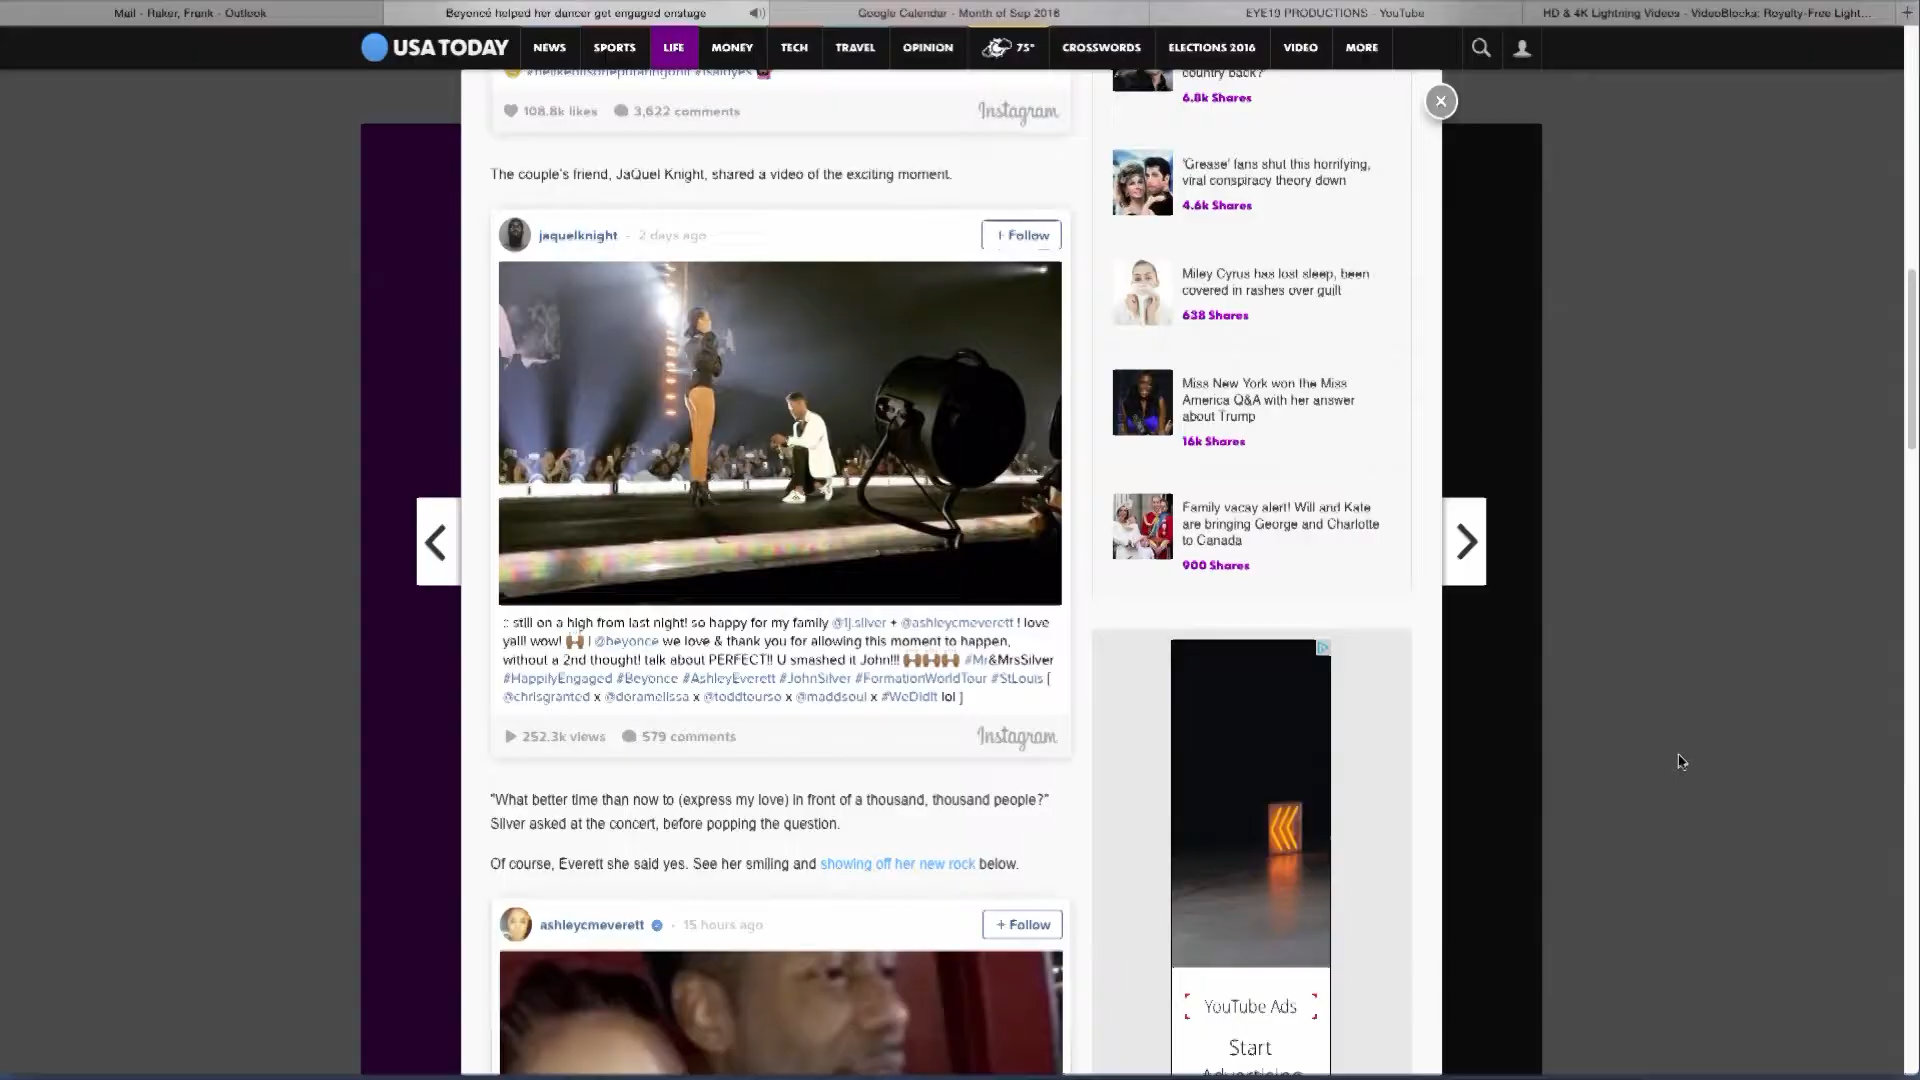 Mail - Raker, Frank - Outlook
Beyoncé helped her dancer get engaged onstage
Google Calendar - Month of Sep 2016
EYE19 PRODUCTIONS - YouTube
HD & 4K Lightning Videos - VideoBlocks: Royalty-Free Light...
USA TODAY
NEWS
SPORTS
LIFE
MONEY
TECH
TRAVEL
OPINION
75°
CROSSWORDS
ELECTIONS 2016
VIDEO
MORE
108.8k likes
3,622 comments
Instagram
The couple's friend, JaQuel Knight, shared a video of the exciting moment.
jaquelknight - 2 days ago
Follow
:: still on a high from last night! so happy for my family @1j.silver + @ashleycmeverett ! love
yall! wow! ! @beyonce we love & thank you for allowing this moment to happen,
without a 2nd thought! talk about PERFECT!! U smashed it John!!! #Mr&MrsSilver
#HappilyEngaged #Beyonce #AshleyEverett #JohnSilver #FormationWorldTour #StLouis [
@chrisgranted x @doramelissa x @toddtourso x @maddsoul x #WeDidIt lol ]
252.3k views
579 comments
Instagram
"What better time than now to (express my love) in front of a thousand, thousand people?"
Silver asked at the concert, before popping the question.
Of course, Everett she said yes. See her smiling and showing off her new rock below.
ashleycmeverett · 15 hours ago
+ Follow
country back?
6.8k Shares
'Grease' fans shut this horrifying,
viral conspiracy theory down
4.6k Shares
Miley Cyrus has lost sleep, been
covered in rashes over guilt
638 Shares
Miss New York won the Miss
America Q&A with her answer
about Trump
16k Shares
Family vacay alert! Will and Kate
are bringing George and Charlotte
to Canada
900 Shares
YouTube Ads
Start
Advertising